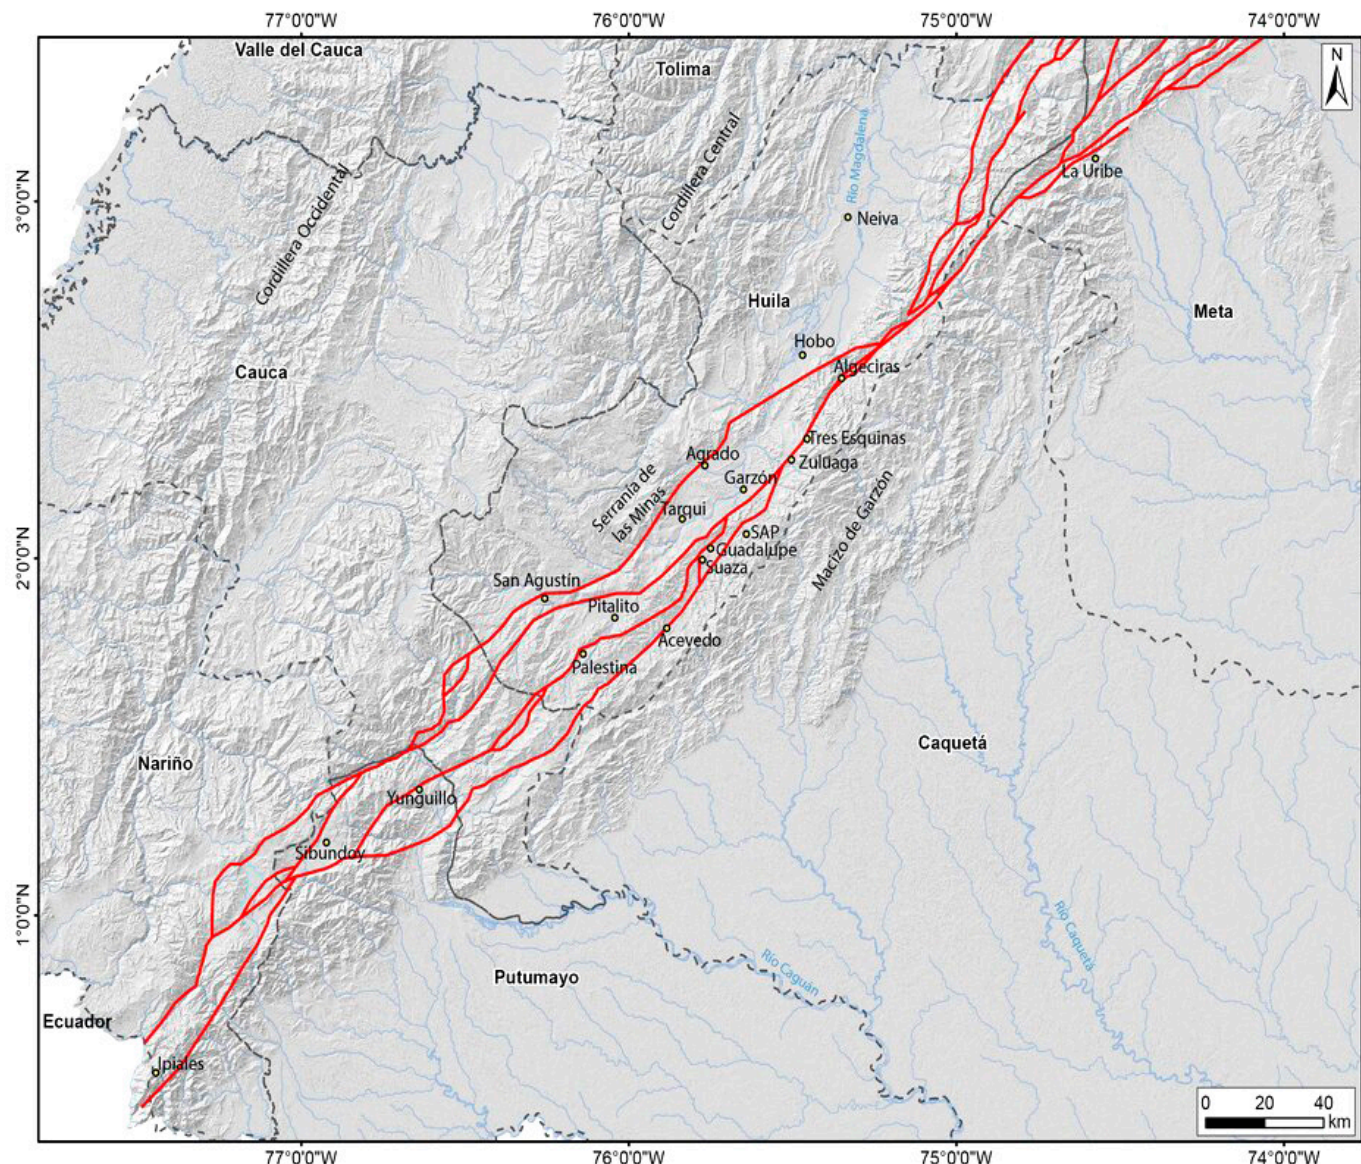 77°0'0"W
76°0'0"W
75°0'0"W
74°0'0"W
Valle del Cauca
Tolima
N
Cordillera Central
Río Magdalena
La Uribe
Cordillera Occidental
3°0'0"N
Neiva
Huila
Meta
Hobo
Cauca
Algeciras
Tres Esquinas
Agrado
Zuluaga
Garzón
Serranía de
las Minas
Tarqui
Macizo de Garzón
SAP
Guadalupe
2°0'0"N
Suaza
San Agustín
Pitalito
Acevedo
Palestina
Caquetá
Nariño
Yunguillo
Sibundoy
1°0'0"N
Río Caquetá
Río Caguán
Putumayo
Ecuador
Ipiales
0 20 40
km
77°0'0"W
76°0'0"W
75°0'0"W
74°0'0"W